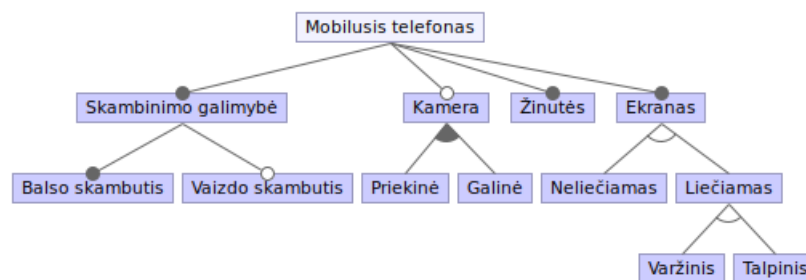 Mobilusis telefonas
Skambinimo galimybė
Kamera
Žinutės
Ekranas
Balso skambutis
Vaizdo skambutis
Priekinė
Galinė
Neliečiamas
Liečiamas
Varžinis
Talpinis